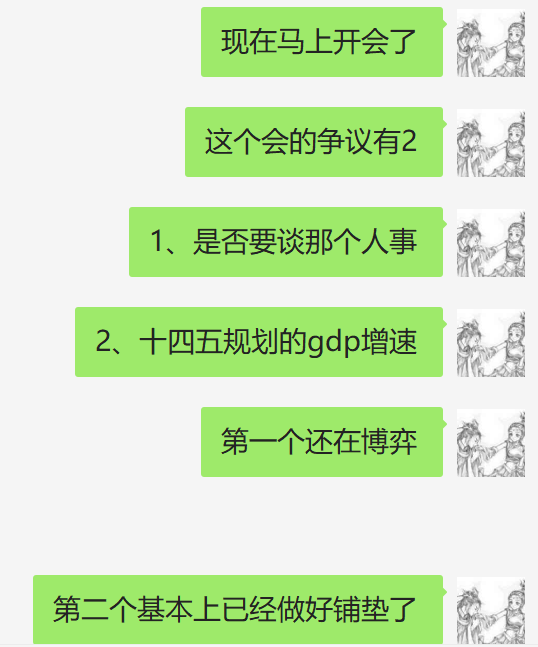 现在马上开会了
这个会的争议有2
1、是否要谈那个人事
2、十四五规划的gdp增速
第一个还在博弈
第二个基本上已经做好铺垫了